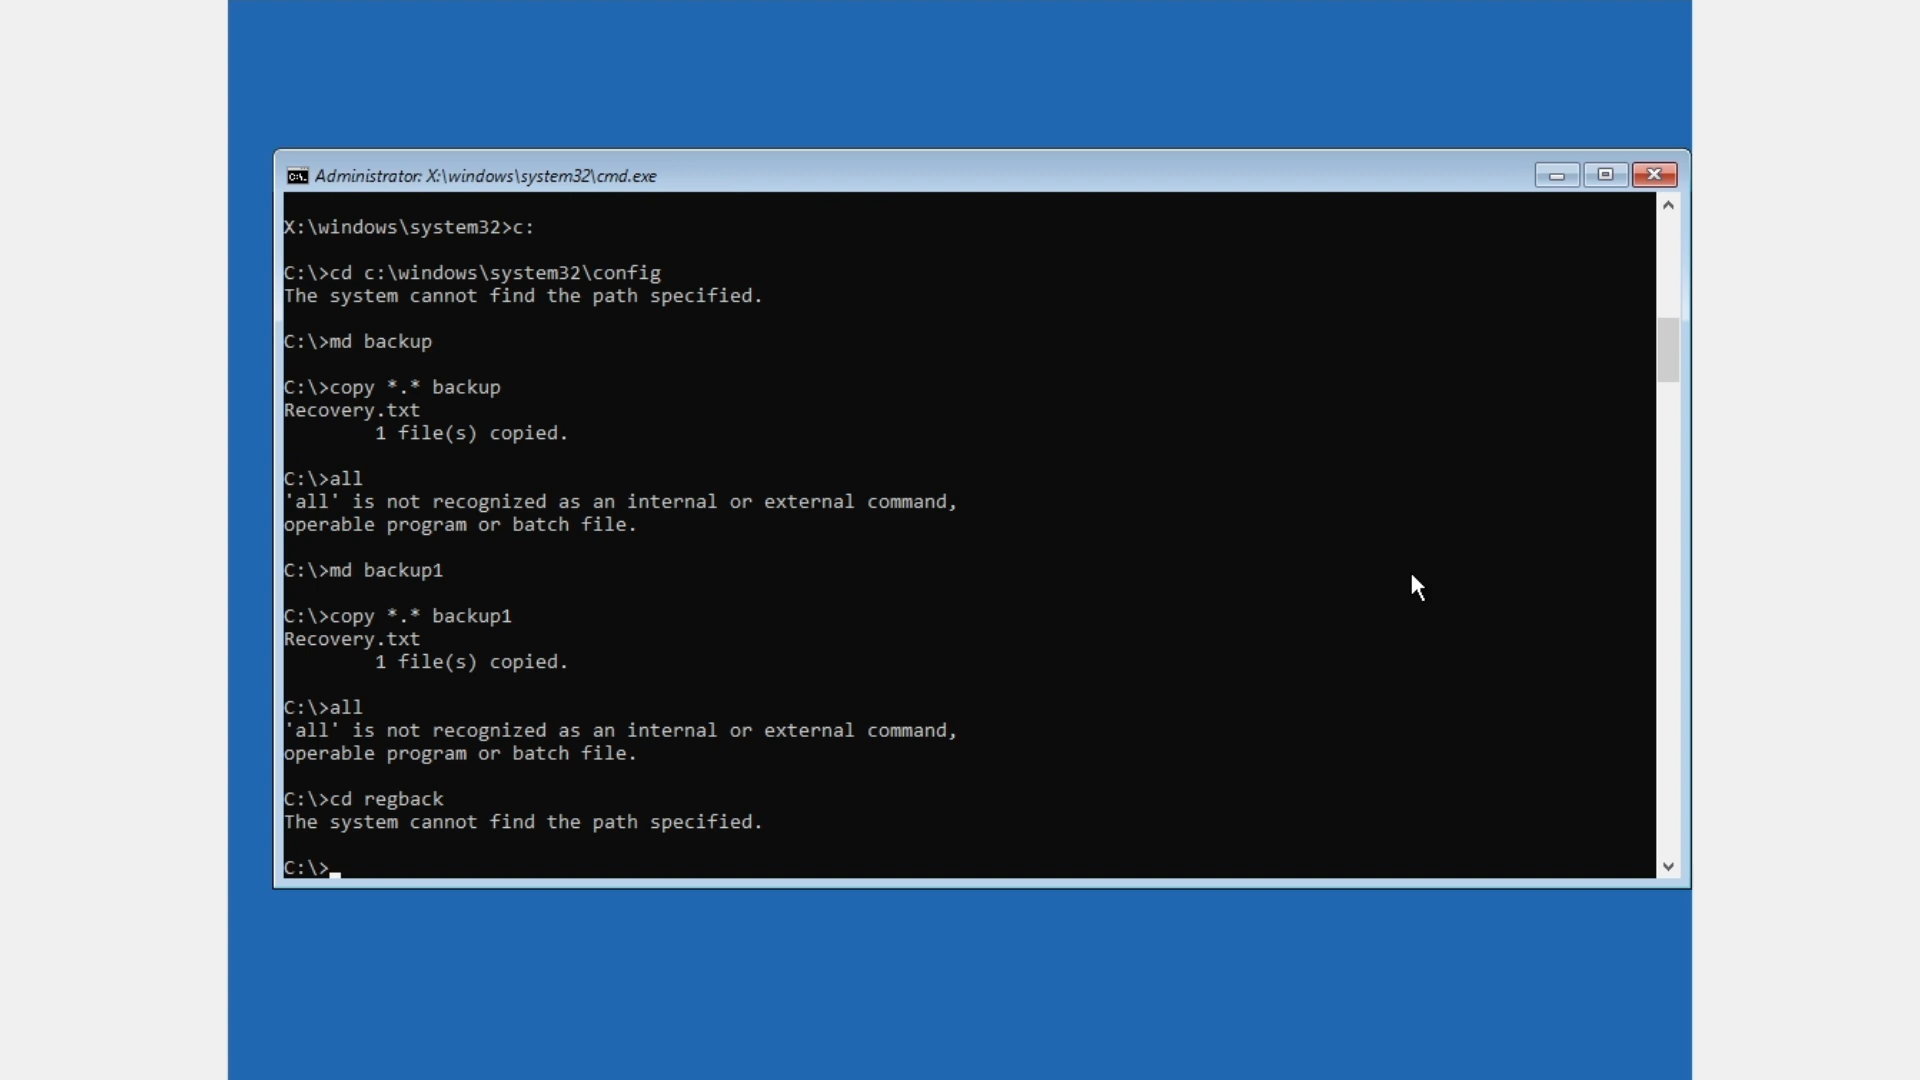 Administrator: X:\windows\system32\cmd.exe
X:\windows\system32>c:
C:\>cd c:\windows\system32\config
The system cannot find the path specified.
C:\>md backup
C:\>copy *.* backup
Recovery.txt
1 file(s) copied.
C:\>all
'all' is not recognized as an internal or external command,
operable program or batch file.
C:\>md backup1
C:\>copy *.* backup1
Recovery.txt
1 file(s) copied.
C:\>all
'all' is not recognized as an internal or external command,
operable program or batch file.
C:\>cd regback
The system cannot find the path specified.
C:\>